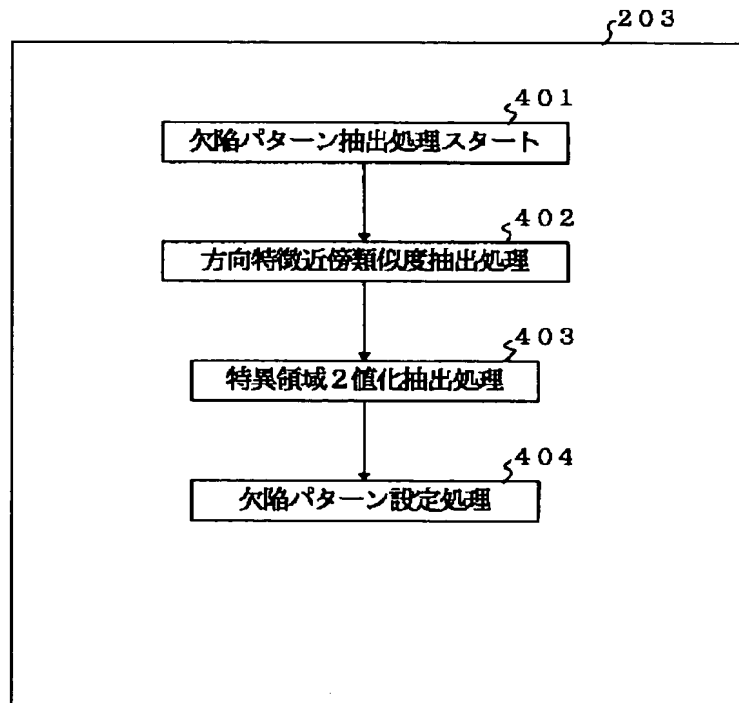 ２０３
４０１
欠陥パターン抽出処理スタート
４０２
方向特徴近傍類似度抽出処理
４０３
特異領域２値化抽出処理
４０４
欠陥パターン設定処理